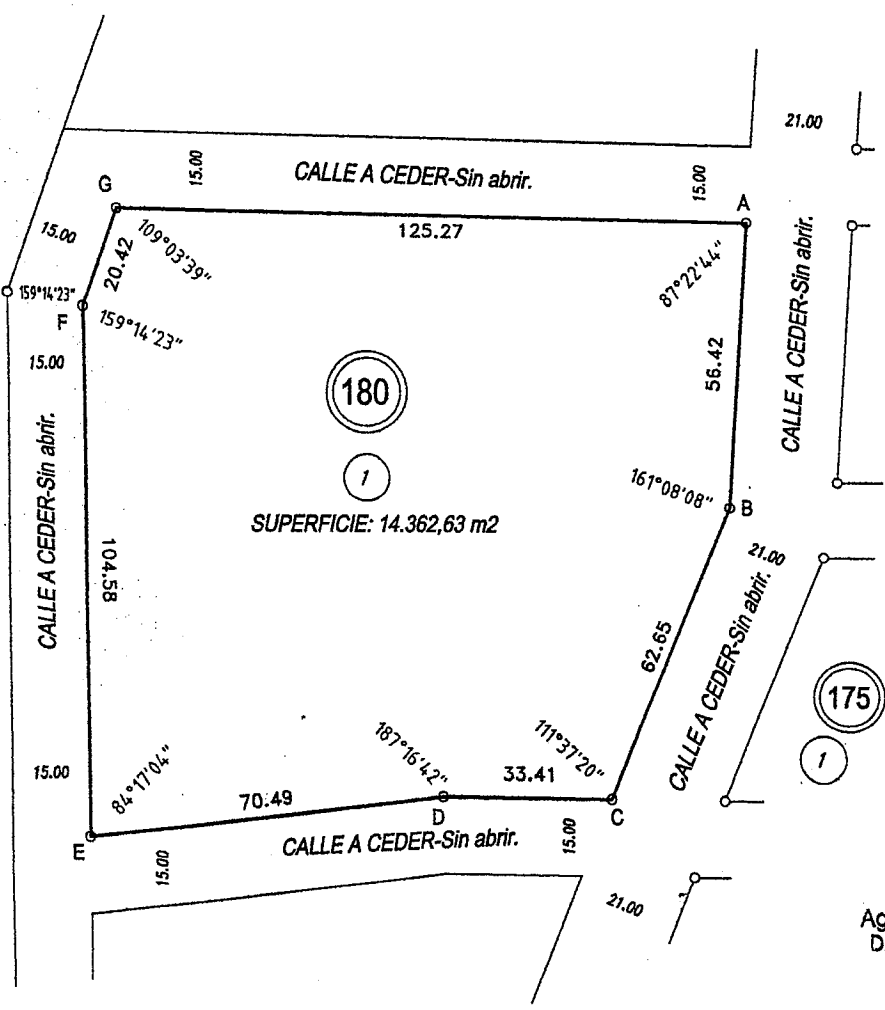 21.00
15.00
CALLE A CEDER-Sin abrir.
15.00
G
A
15.00
20.42
109°03'39"
125.27
87°22'44"
CALLE A CEDER-Sin abrir.
159°14'23"
F
159°14'23"
15.00
56.42
180
1
161°08'08"
B
SUPERFICIE: 14.362,63 m2
CALLE A CEDER-Sin abrir.
104.58
21.00
62.65
CALLE A CEDER-Sin abrir.
175
1
15.00
84°17'04"
187°16'42"
111°37'20"
70.49
33.41
D
C
E
CALLE A CEDER-Sin abrir.
15.00
15.00
21.00
Ag
D